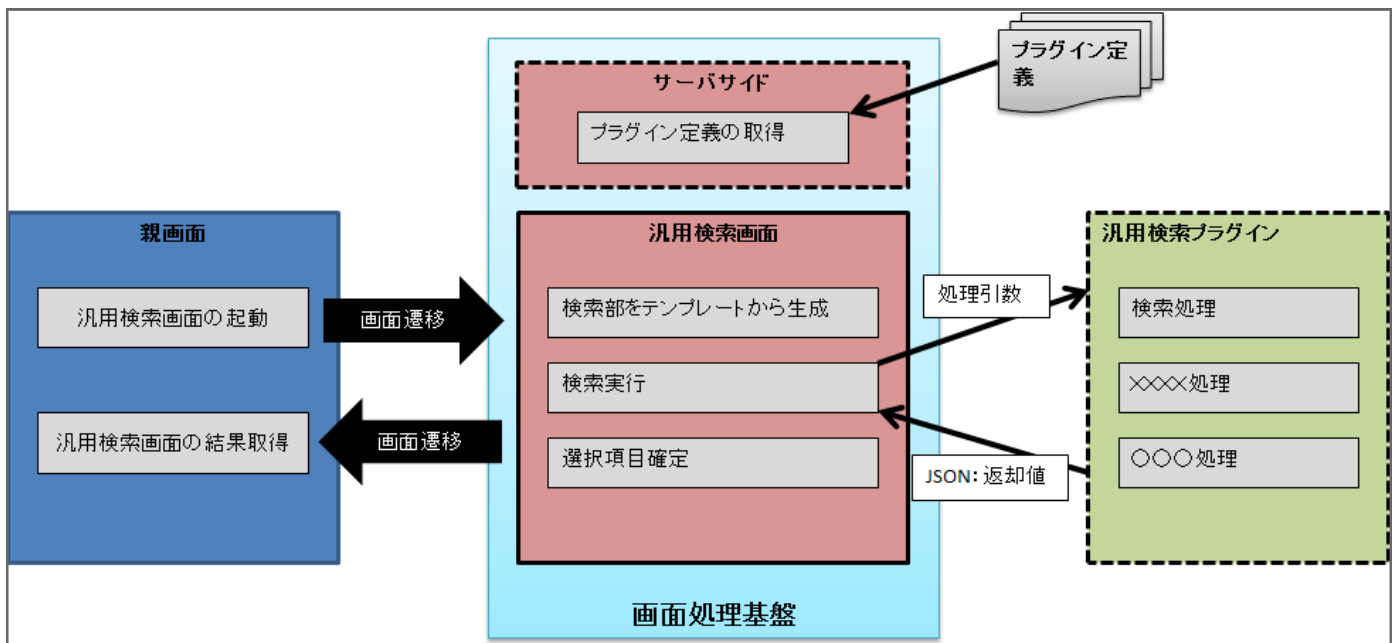 プラグイン定
義
サーバサイド
プラグイン定義の取得
親画面
汎用検索画面の起動
汎用検索画面の結果取得
画面遷移
画面遷移
汎用検索画面
検索部をテンプレートから生成
検索実行
選択項目確定
処理引数
JSON：返却値
汎用検索プラグイン
検索処理
××××処理
○○○処理
画面処理基盤